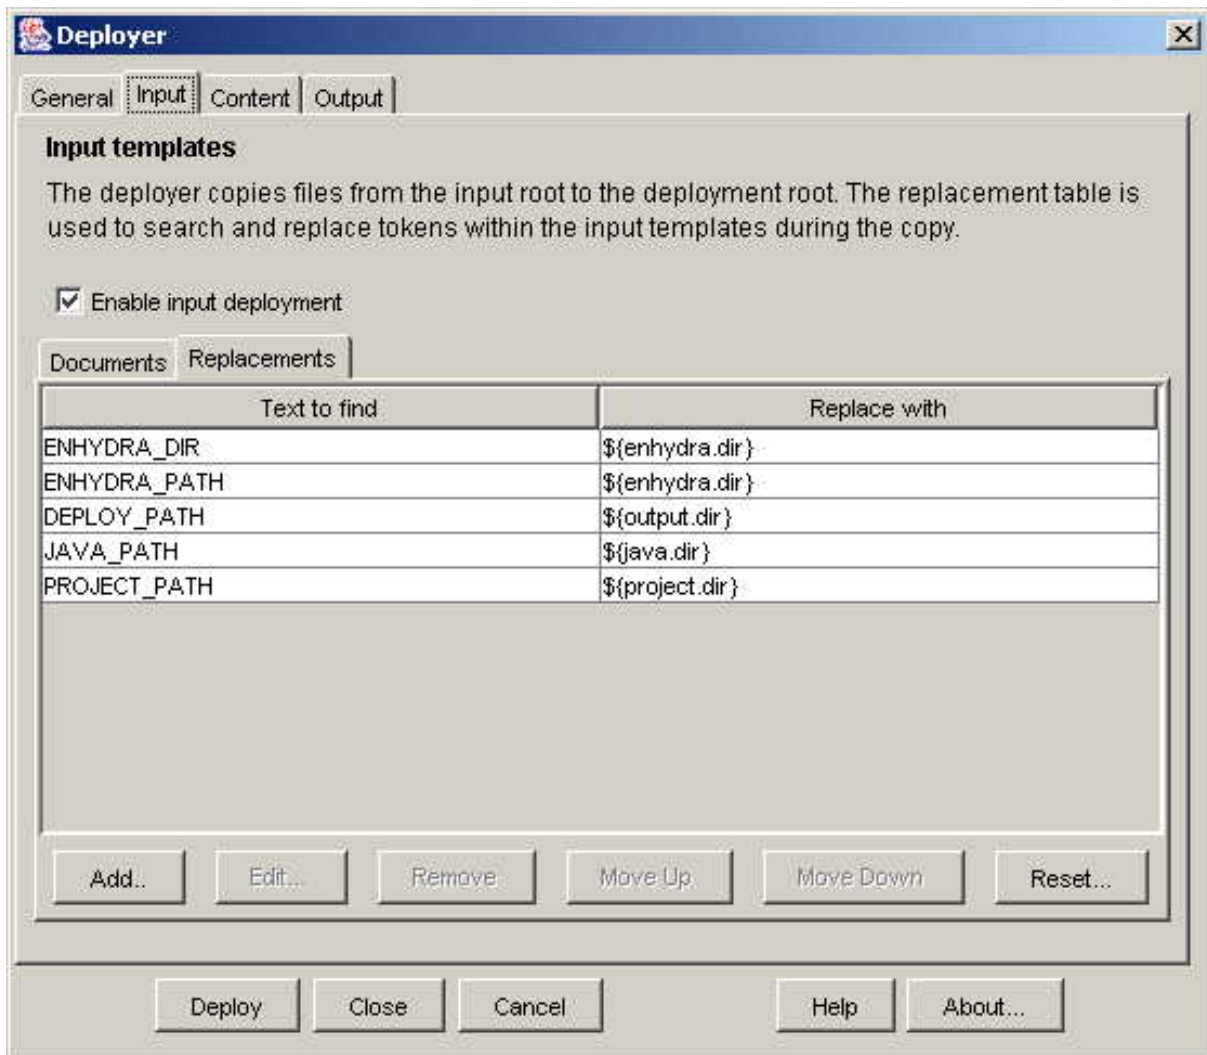 Deployer
General Input Content Output
Input templates
The deployer copies files from the input root to the deployment root. The replacement table is
used to search and replace tokens within the input templates during the copy.
Enable input deployment
Documents Replacements
Text to find Replace with
ENHYDRA_DIR ${enhydra.dir}
ENHYDRA_PATH ${enhydra.dir}
DEPLOY_PATH ${output.dir}
JAVA_PATH ${java.dir}
PROJECT_PATH ${project.dir}
Add.. Edit... Remove Move Up Move Down Reset...
Deploy Close Cancel Help About...